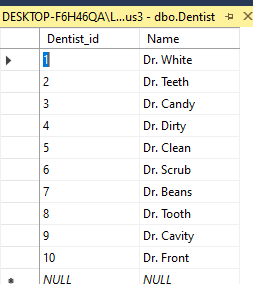 DESKTOP-F6H46QA\L...us3 - dbo.Dentist
Dentist_id Name
1 Dr. White
2 Dr. Teeth
3 Dr. Candy
4 Dr. Dirty
5 Dr. Clean
6 Dr. Scrub
7 Dr. Beans
8 Dr. Tooth
9 Dr. Cavity
10 Dr. Front
NULL NULL